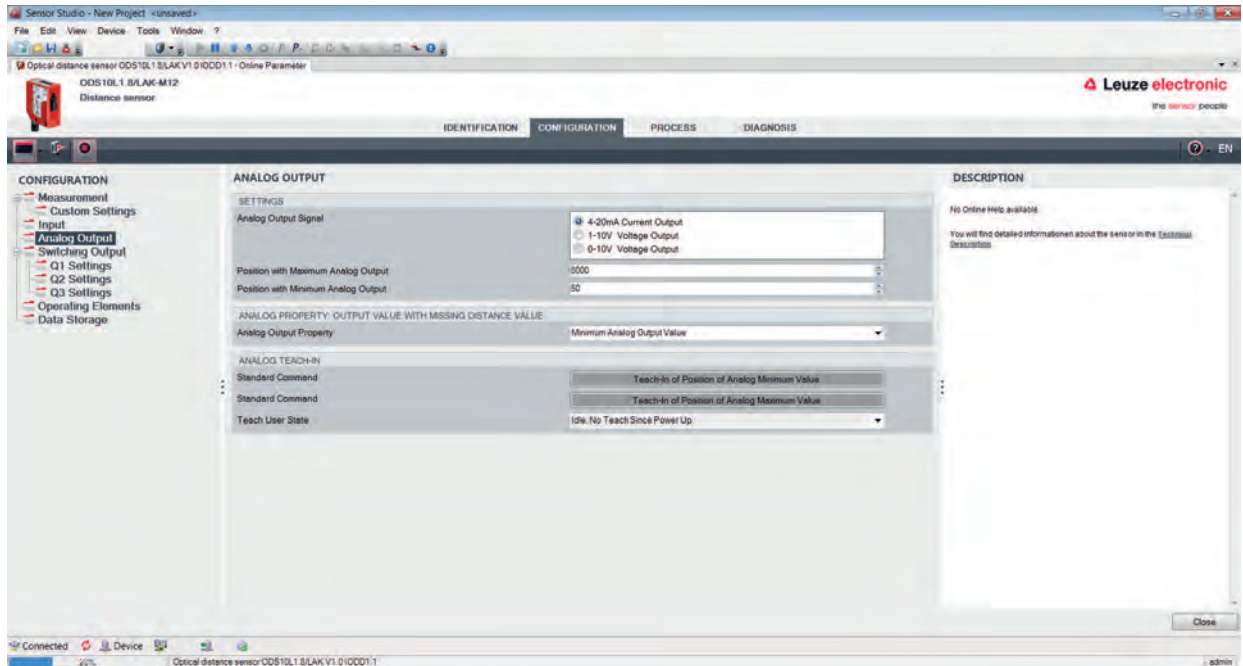 Sensor Studio - New Project <unsaved>
File Edit View Device Tools Window ?
Optical distance sensor ODS10L1.8/LAK V1.0 IODD1.1 - Online Parameter
ODS10L1.8/LAK-M12
Distance sensor
Leuze electronic
the sensor people
IDENTIFICATION CONFIGURATION PROCESS DIAGNOSIS
EN
CONFIGURATION
Measurement
Custom Settings
Input
Analog Output
Switching Output
Q1 Settings
Q2 Settings
Q3 Settings
Operating Elements
Data Storage
ANALOG OUTPUT
SETTINGS
Analog Output Signal
4-20mA Current Output
1-10V Voltage Output
0-10V Voltage Output
Position with Maximum Analog Output
Position with Minimum Analog Output 50
ANALOG PROPERTY: OUTPUT VALUE WITH MISSING DISTANCE VALUE
Analog Output Property Minimum Analog Output Value
ANALOG TEACH-IN
Standard Command Teach-In of Position of Analog Minimum Value
Standard Command Teach-In of Position of Analog Maximum Value
Teach User State Idle, No Teach Since Power Up
DESCRIPTION
No Online Help available.
You will find detailed informationen about the sensor in the Technical Description.
Close
Connected Device
Optical distance sensor ODS10L1.8/LAK V1.0 IODD1.1 admin